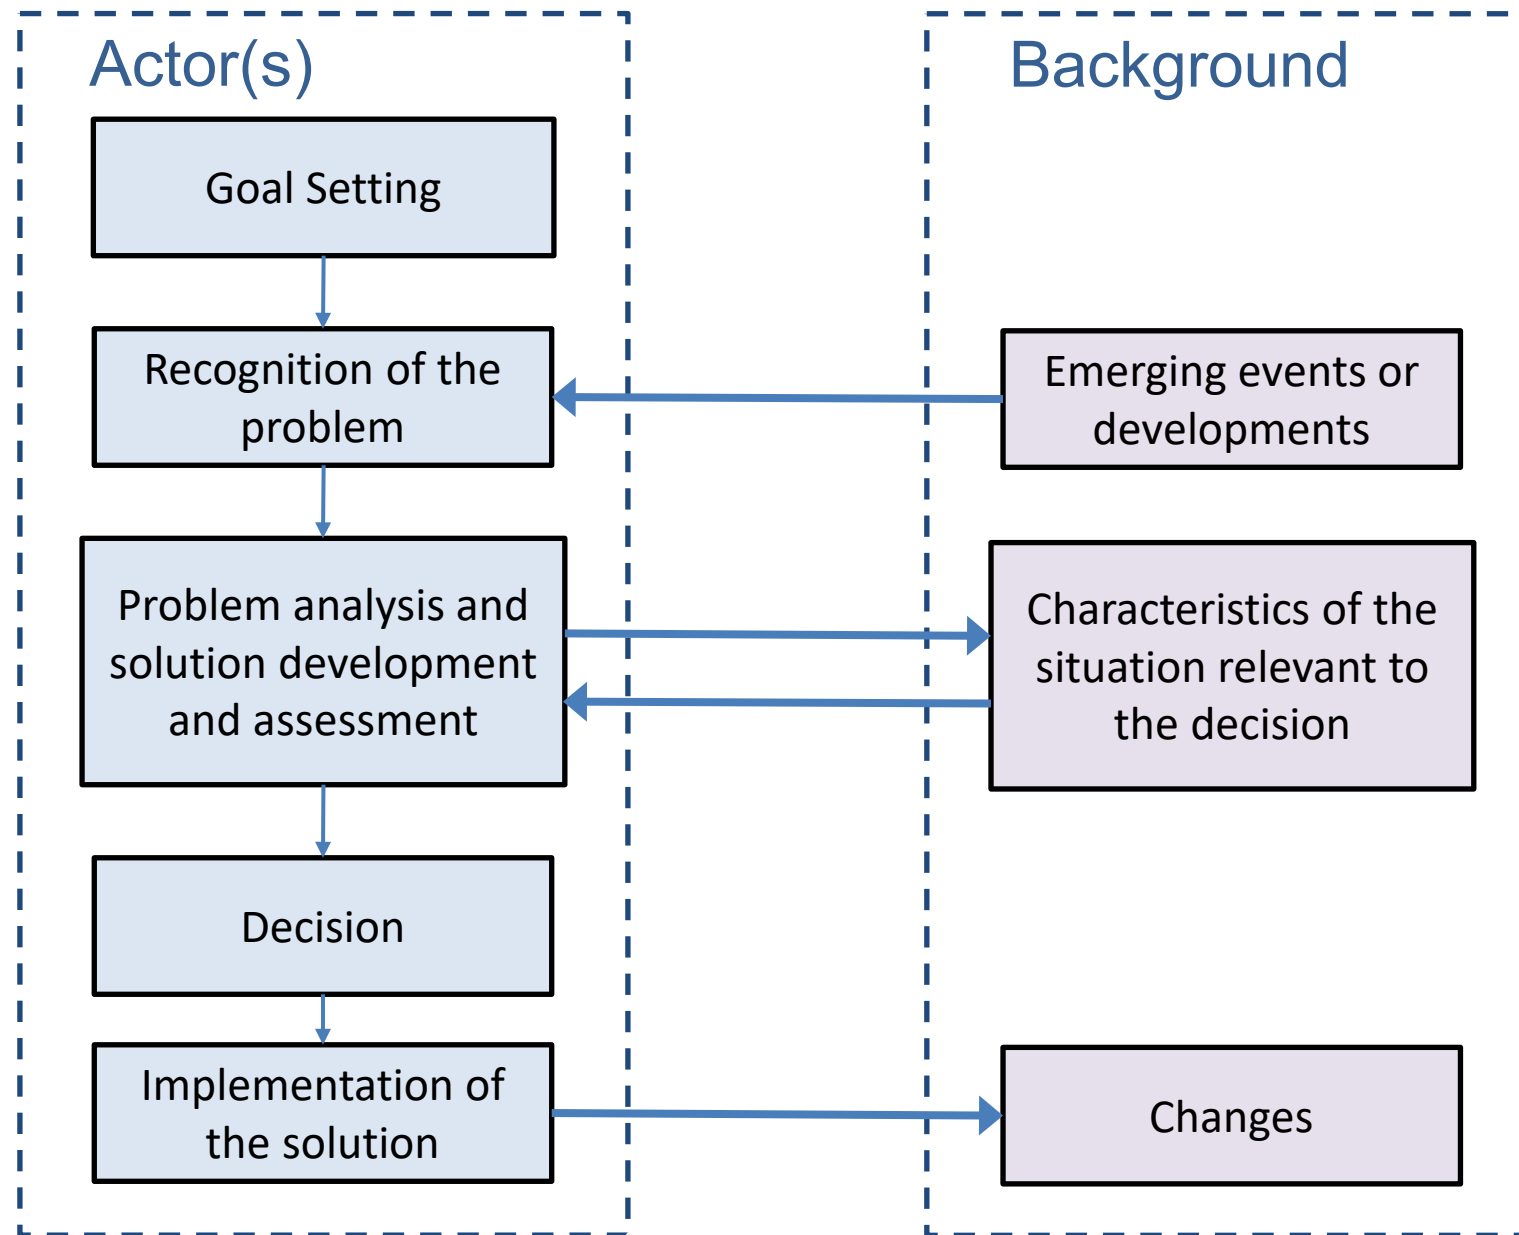 Actor(s)
Goal Setting
Recognition of the
problem
Problem analysis and
solution development
and assessment
Decision
Implementation of
the solution
Background
Emerging events or
developments
Characteristics of the
situation relevant to
the decision
Changes